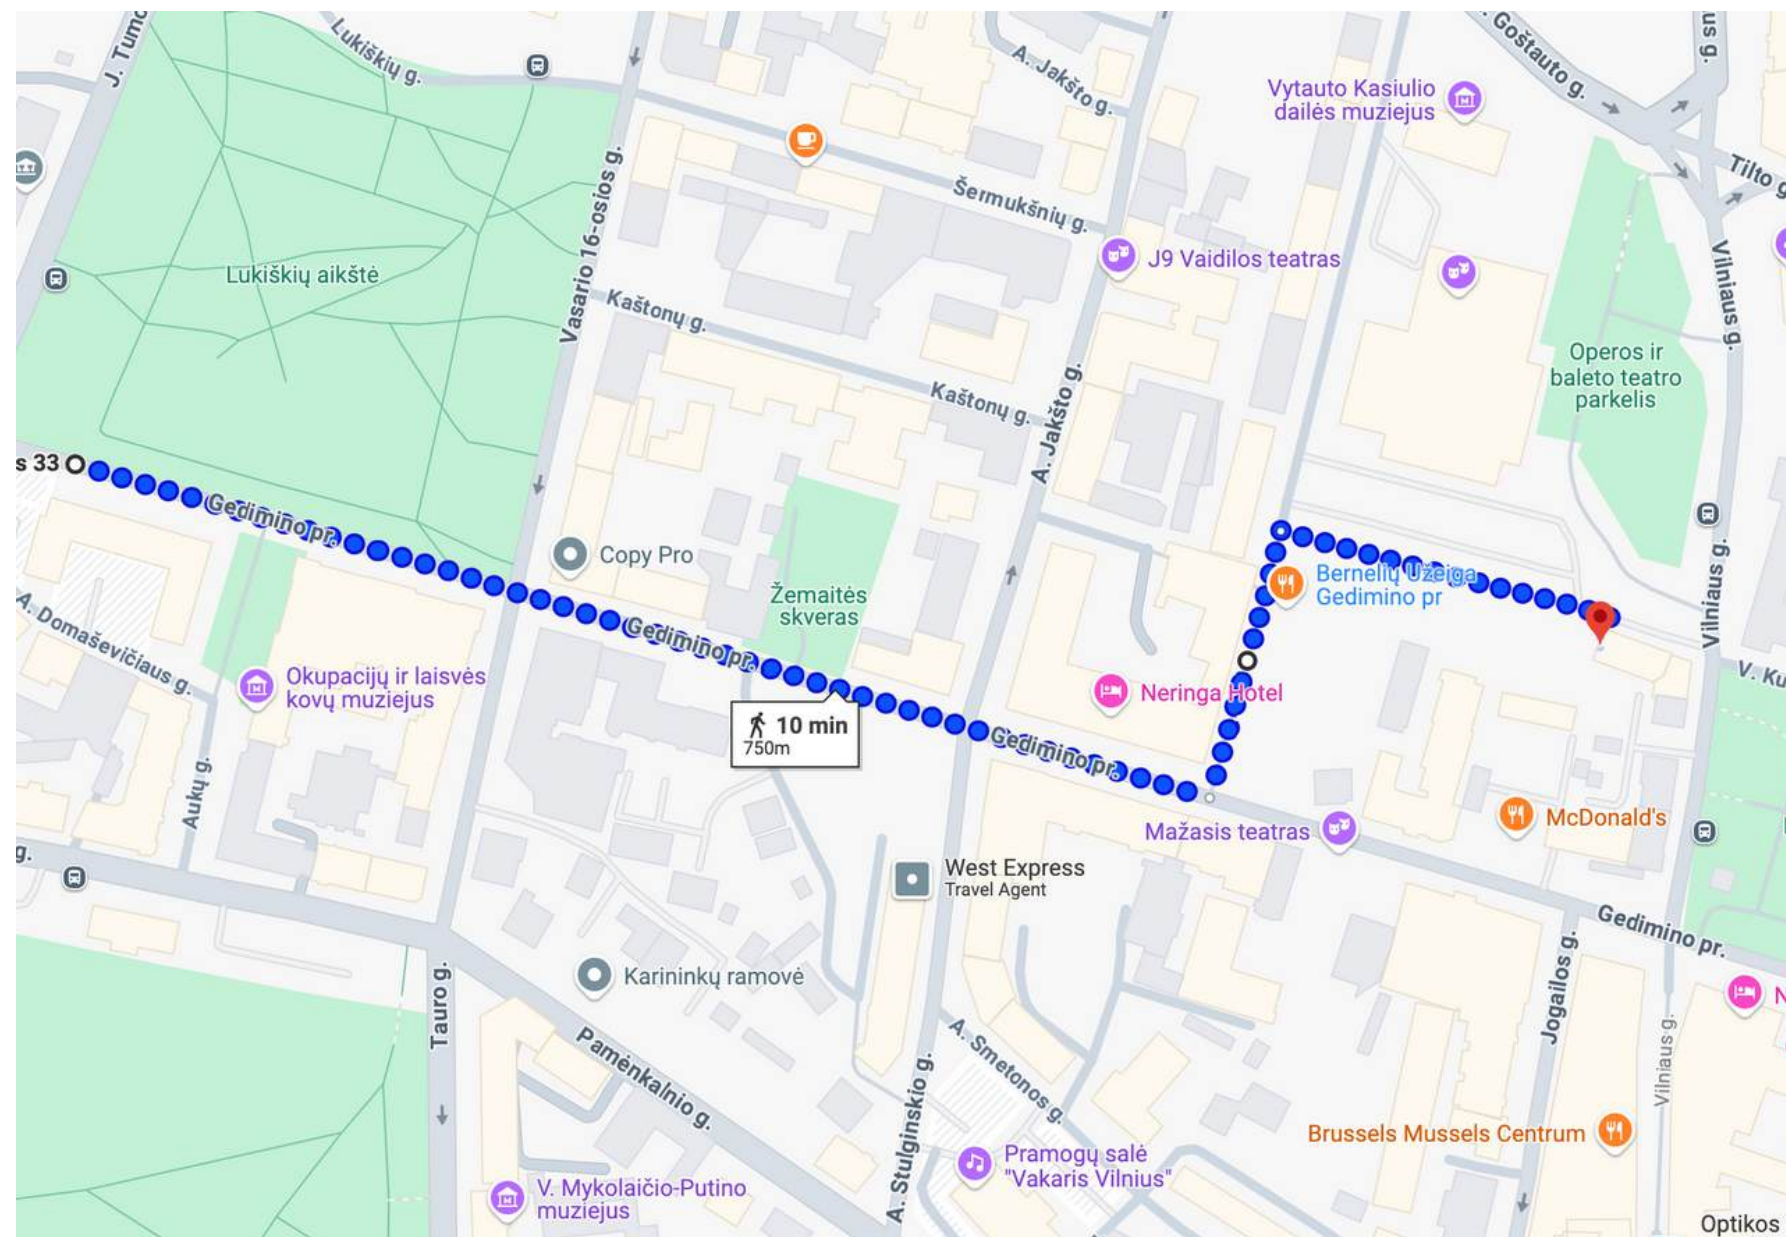 J. Tumo
Lukiškių g.
A. Jakšto g.
. Goštauto g.
us g.
Vytauto Kasiulio
dailės muziejus
Tilto g
Vasario 16-osios g.
Šermukšnių g.
J9 Vaidilos teatras
Lukiškių aikštė
Vilniaus g.
Kaštonų g.
Kaštonų g.
A. Jakšto g.
Operos ir
baleto teatro
parkelis
s 33
Gedimino pr.
Copy Pro
Žemaitės
skveras
Bernelių Užeiga
Gedimino pr
Vilniaus g.
A. Domaševičiaus g.
Gedimino pr.
Okupacijų ir laisvės
kovų muziejus
Neringa Hotel
V. Ku
10 min
750m
Gedimino pr.
Aukų g.
Mažasis teatras
McDonald's
g.
West Express
Travel Agent
Gedimino pr.
Karininkų ramovė
Tauro g.
Jogailos g.
N
Pamėnkalnio g.
A. Smetonos g.
Vilniaus g.
A. Stulginskio g.
Brussels Mussels Centrum
Pramogų salė
"Vakaris Vilnius"
V. Mykolaičio-Putino
muziejus
Optikos